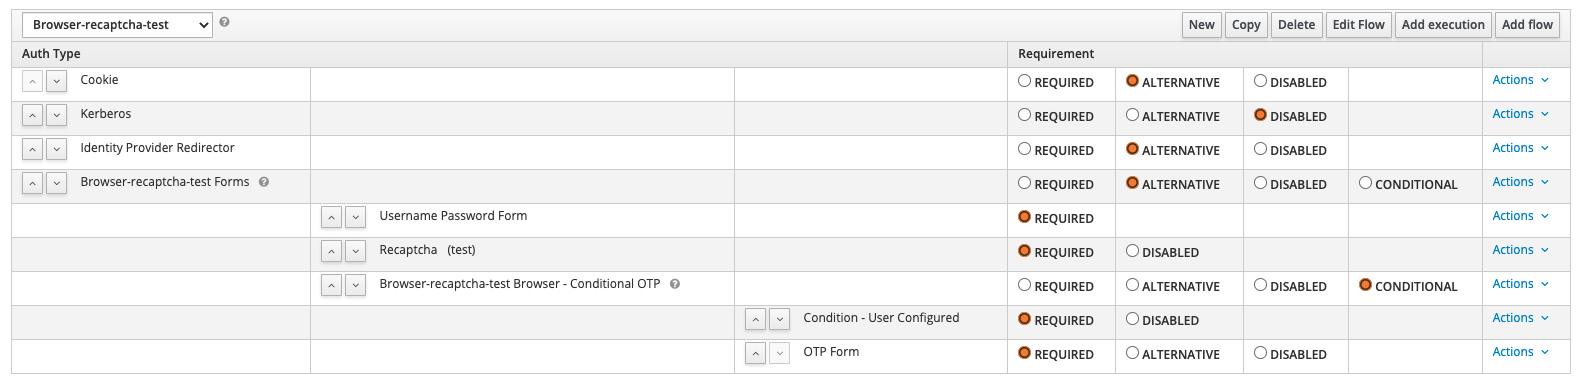 Browser-recaptcha-test
New Copy Delete Edit Flow Add execution Add flow
Auth Type Requirement
Cookie REQUIRED ALTERNATIVE DISABLED Actions
Kerberos REQUIRED ALTERNATIVE DISABLED Actions
Identity Provider Redirector REQUIRED ALTERNATIVE DISABLED Actions
Browser-recaptcha-test Forms REQUIRED ALTERNATIVE DISABLED CONDITIONAL Actions
Username Password Form REQUIRED Actions
Recaptcha (test) REQUIRED DISABLED Actions
Browser-recaptcha-test Browser - Conditional OTP REQUIRED ALTERNATIVE DISABLED CONDITIONAL Actions
Condition - User Configured REQUIRED DISABLED Actions
OTP Form REQUIRED ALTERNATIVE DISABLED Actions